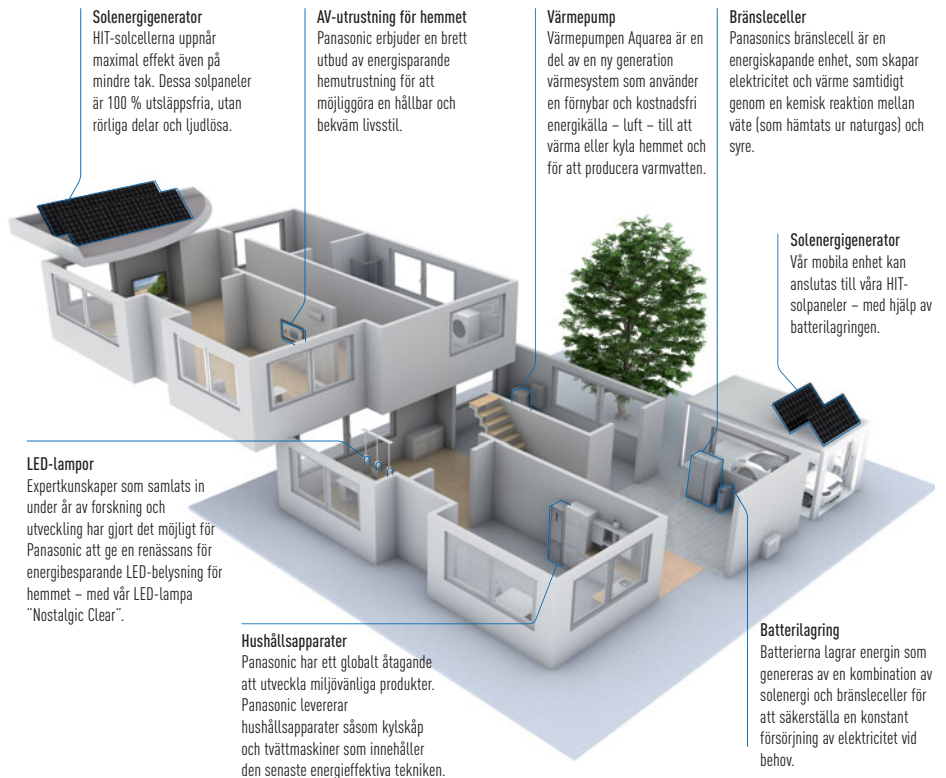 Solenergigenerator
HIT-solcellerna uppnår
maximal effekt även på
mindre tak. Dessa solpaneler
är 100 % utsläppsfria, utan
rörliga delar och ljudlösa.
AV-utrustning för hemmet
Panasonic erbjuder en brett
utbud av energisparande
hemutrustning för att
möjliggöra en hållbar och
bekväm livsstil.
Värmepump
Värmepumpen Aquarea är en
del av en ny generation
värmesystem som använder
en förnybar och kostnadsfri
energikälla – luft – till att
värma eller kyla hemmet och
för att producera varmvatten.
Bränsleceller
Panasonics bränslecell är en
energiskapande enhet, som skapar
elektricitet och värme samtidigt
genom en kemisk reaktion mellan
väte (som hämtats ur naturgas) och
syre.
Solenergigenerator
Vår mobila enhet kan
anslutas till våra HIT-
solpaneler – med hjälp av
batterilagringen.
LED-lampor
Expertkunskaper som samlats in
under år av forskning och
utveckling har gjort det möjligt för
Panasonic att ge en renässans för
energibesparande LED-belysning för
hemmet – med vår LED-lampa
"Nostalgic Clear".
Hushållsapparater
Panasonic har ett globalt åtagande
att utveckla miljövänliga produkter.
Panasonic levererar
hushållsapparater såsom kylskåp
och tvättmaskiner som innehåller
den senaste energieffektiva tekniken.
Batterilagring
Batterierna lagrar energin som
genereras av en kombination av
solenergi och bränsleceller för
att säkerställa en konstant
försörjning av elektricitet vid
behov.